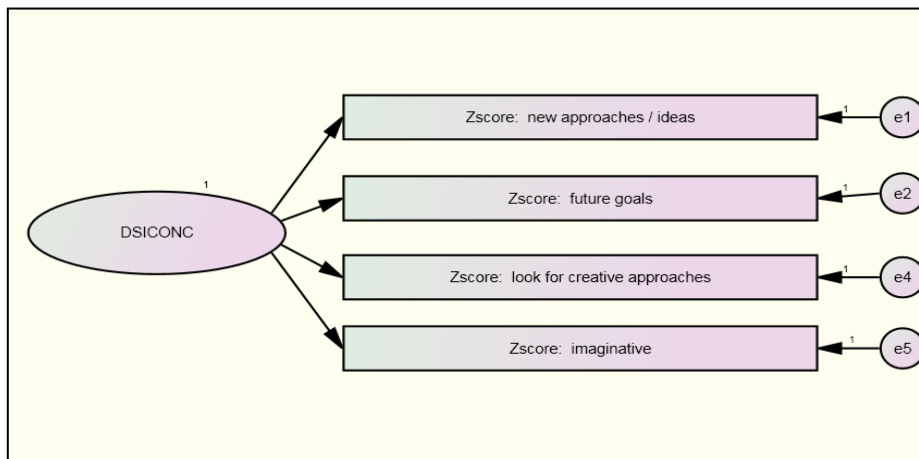 1
DSICONC
Zscore:  new approaches / ideas
1
e1
Zscore:  future goals
1
e2
Zscore:  look for creative approaches
1
e4
Zscore:  imaginative
1
e5